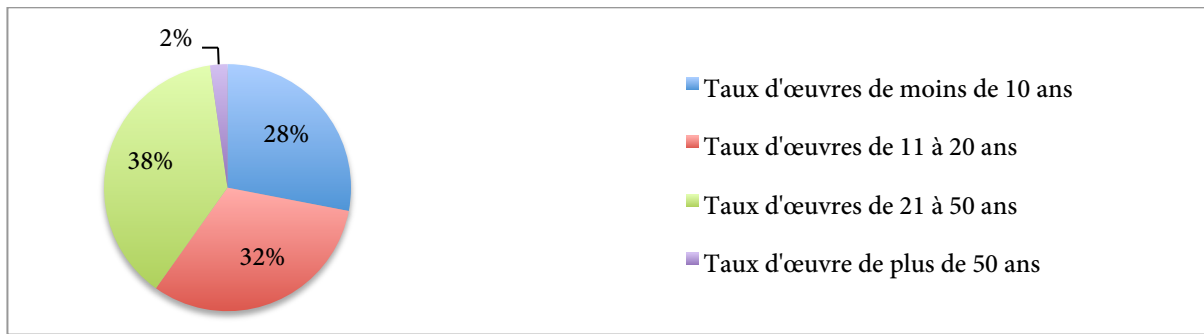 2%
28%
38%
32%
Taux d'œuvres de moins de 10 ans
Taux d'œuvres de 11 à 20 ans
Taux d'œuvres de 21 à 50 ans
Taux d'œuvre de plus de 50 ans